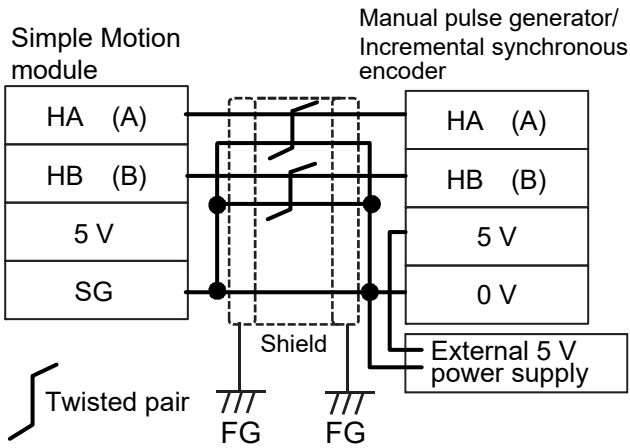 Simple Motion
module
Manual pulse generator/
Incremental synchronous
encoder
HA (A)
HB (B)
5 V
SG
HA (A)
HB (B)
5 V
0 V
External 5 V
power supply
Shield
Twisted pair
FG
FG